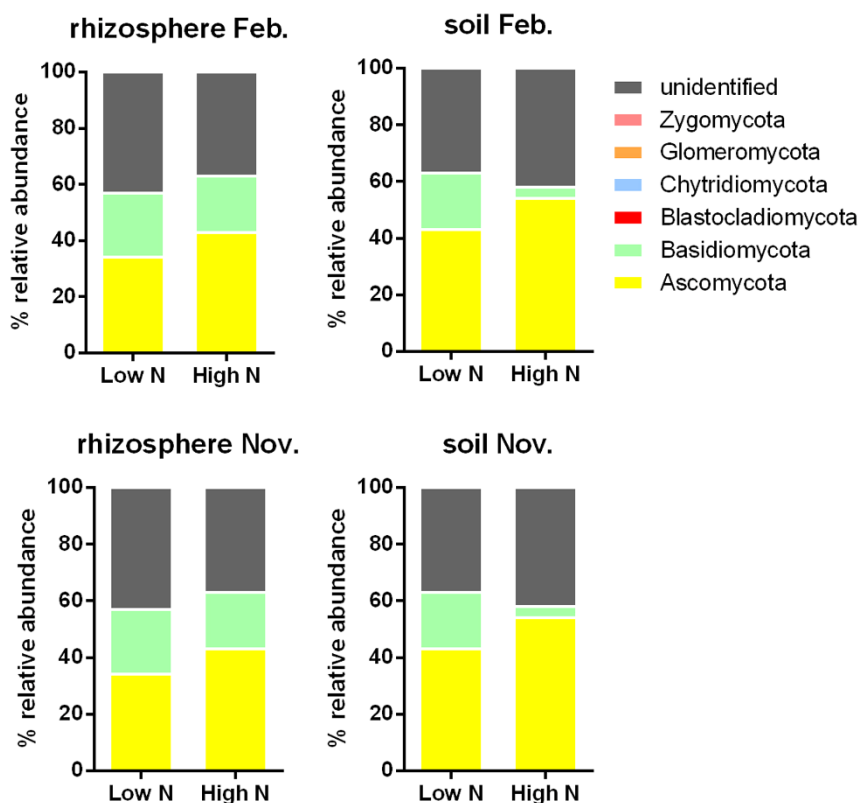 rhizosphere Feb.
% relative abundance
100
80
60
40
20
0
Low N High N
soil Feb.
% relative abundance
100
80
60
40
20
0
Low N High N
unidentified
Zygomycota
Glomeromycota
Chytridiomycota
Blastocladiomycota
Basidiomycota
Ascomycota
rhizosphere Nov.
% relative abundance
100
80
60
40
20
0
Low N High N
soil Nov.
% relative abundance
100
80
60
40
20
0
Low N High N